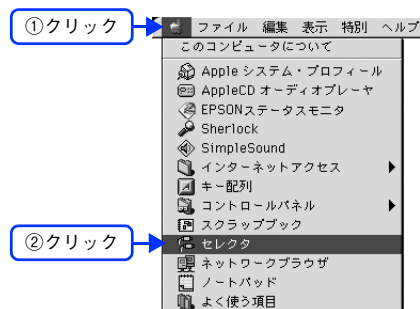 ①クリック
ファイル 編集 表示 特別 ヘルプ
このコンピュータについて
Apple システム・プロフィール
AppleCD オーディオプレーヤ
EPSONステータスモニタ
Sherlock
SimpleSound
インターネットアクセス
キー配列
コントロールパネル
スクラップブック
②クリック
セレクタ
ネットワークブラウザ
ノートパッド
よく使う項目